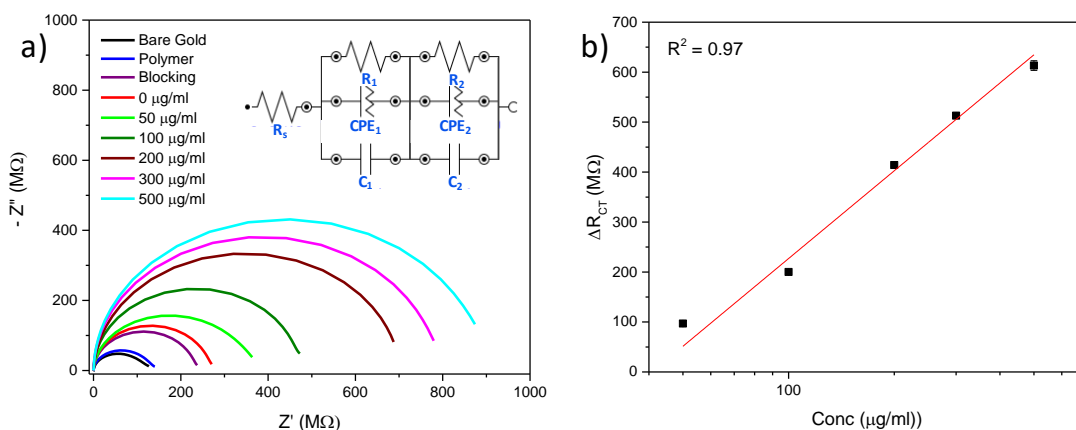 a)
1000
800
600
400
200
0
- Z'' (MΩ)
0
200
400
600
800
1000
Z' (MΩ)
Bare Gold
Polymer
Blocking
0 μg/ml
50 μg/ml
100 μg/ml
200 μg/ml
300 μg/ml
500 μg/ml
Rs
R1
R2
CPE1
CPE2
C1
C2
b)
R² = 0.97
700
600
500
400
300
200
100
0
ΔRCT (MΩ)
100
Conc (μg/ml))